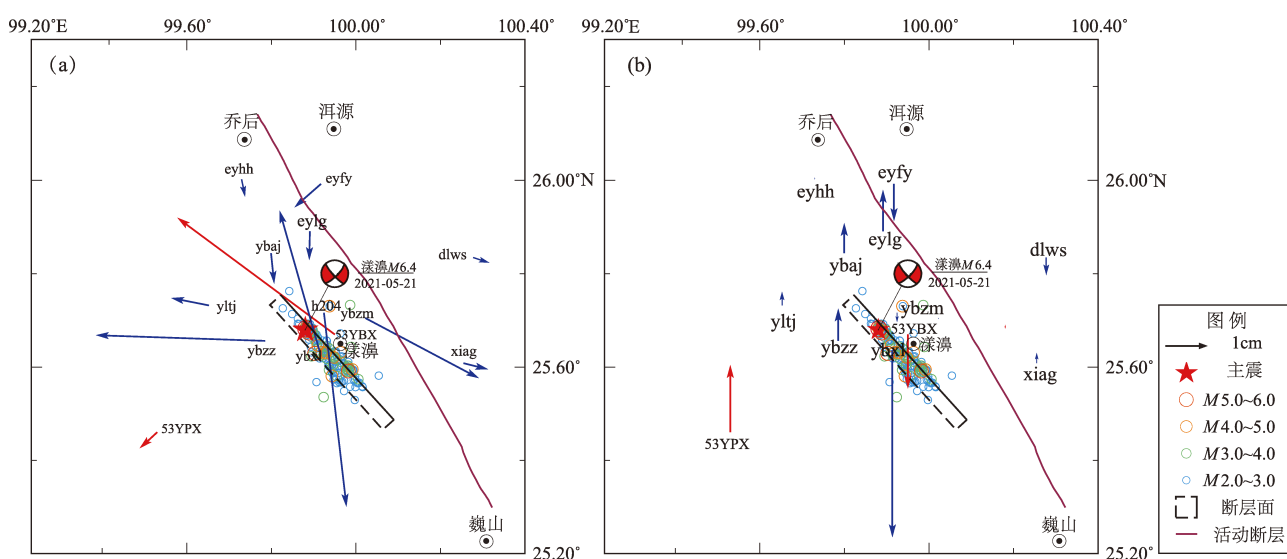 99.20°E
99.60°
100.00°
100.40°
(a)
洱源
乔后
eyhh
eyfy
26.00°N
eylg
ybaj
dlws
漾濞M6.4
2021-05-21
yltj
h204
ybzm
53YBX
漾濞
ybzz
xiag
25.60°
53YPX
巍山
25.20°
99.20°E
99.60°
100.00°
100.40°
(b)
洱源
乔后
eyhh
eyfy
26.00°
eylg
ybaj
dlws
漾濞M6.4
2021-05-21
yltj
ybzm
53YBX
漾濞
ybzz
xiag
25.60°
53YPX
巍山
25.20°
图 例
1cm
主震
M5.0~6.0
M4.0~5.0
M3.0~4.0
M2.0~3.0
断层面
活动断层